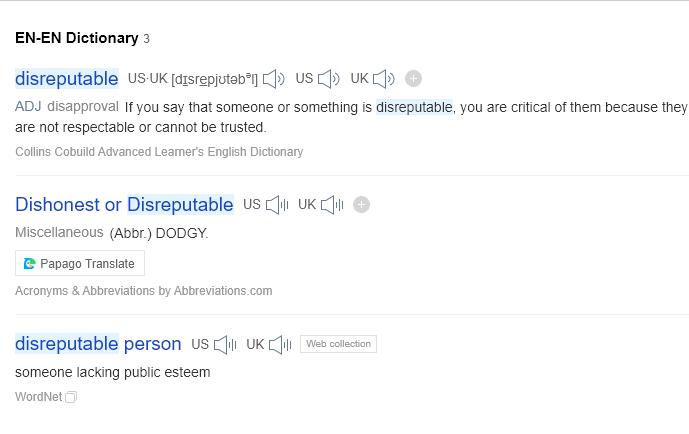 EN-EN Dictionary 3
disreputable US·UK [dɪsrepjʊtəbᵊl] US UK
ADJ disapproval If you say that someone or something is disreputable, you are critical of them because they
are not respectable or cannot be trusted.
Collins Cobuild Advanced Learner's English Dictionary
Dishonest or Disreputable US UK
Miscellaneous (Abbr.) DODGY.
Papago Translate
Acronyms & Abbreviations by Abbreviations.com
disreputable person US UK Web collection
someone lacking public esteem
WordNet